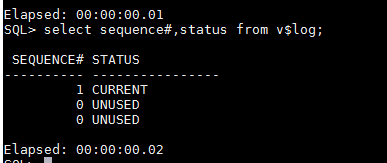 Elapsed: 00:00:00.01
SQL> select sequence#,status from v$log;
SEQUENCE# STATUS
---------- ----------------
1 CURRENT
0 UNUSED
0 UNUSED
Elapsed: 00:00:00.02
SQL>